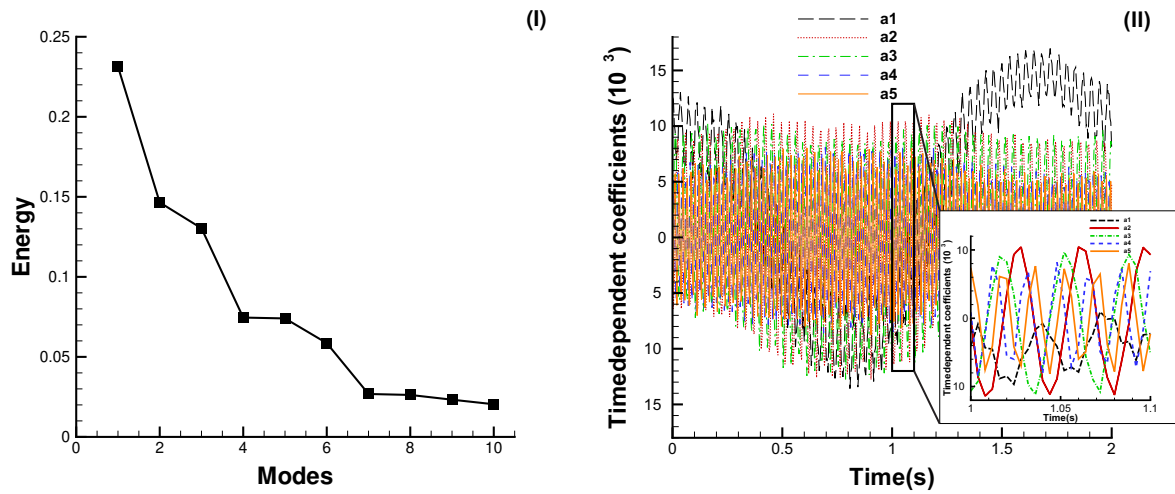 (I)
0.25
0.2
0.15
0.1
0.05
0
Energy
0 2 4 6 8 10
Modes
(II)
a1
a2
a3
a4
a5
15
10
5
0
5
10
15
Timedependent coefficients (10 3)
0 0.5 1 1.5 2
Time(s)
a1
a2
a3
a4
a5
10
0
10
Timedependent coefficients (10 3)
1 1.05 1.1
Time(s)